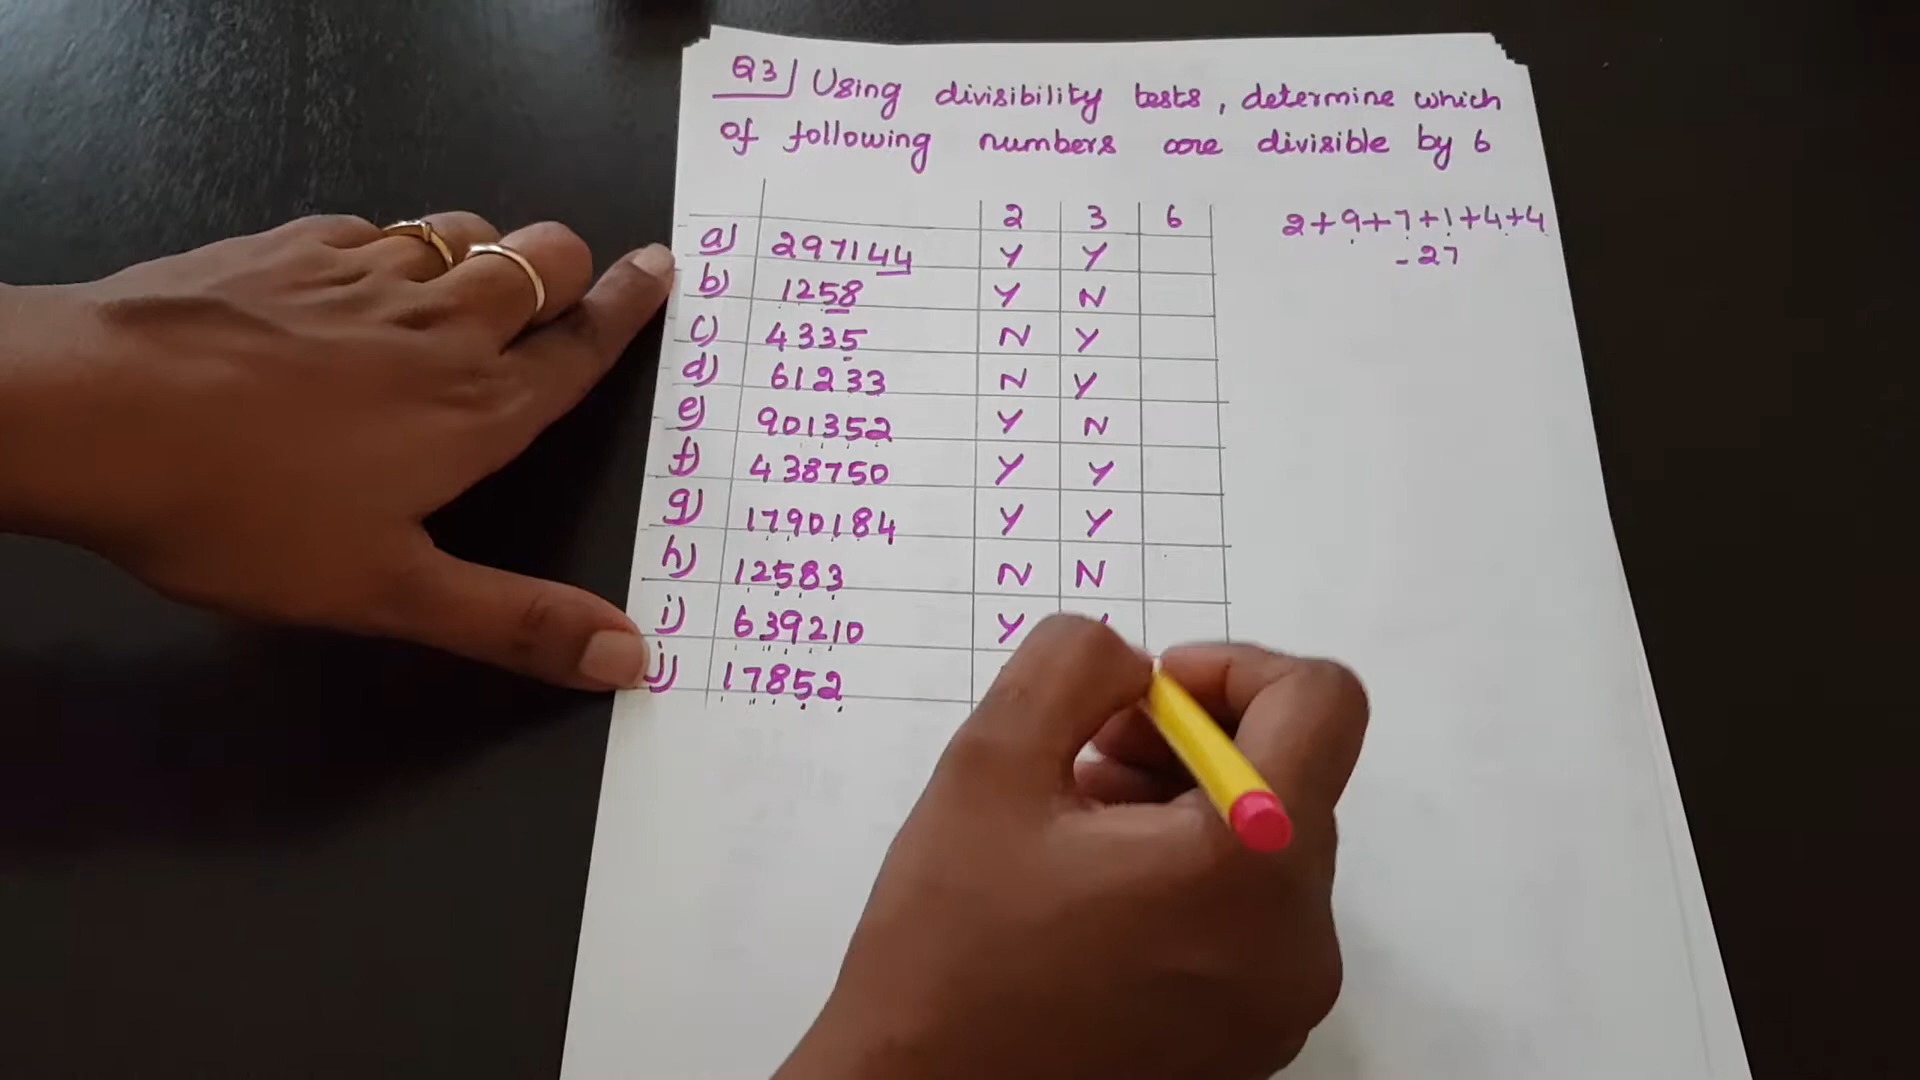 Q3 Using divisibility tests, determine which
of following numbers are divisible by 6
2 3 6
a) 297144 Y Y
b) 1258 Y N
c) 4335 N Y
d) 61233 N Y
e) 901352 Y N
f) 438750 Y Y
g) 1790184 Y Y
h) 12583 N N
i) 639210 Y
j) 17852
2+9+7+1+4+4
- 27